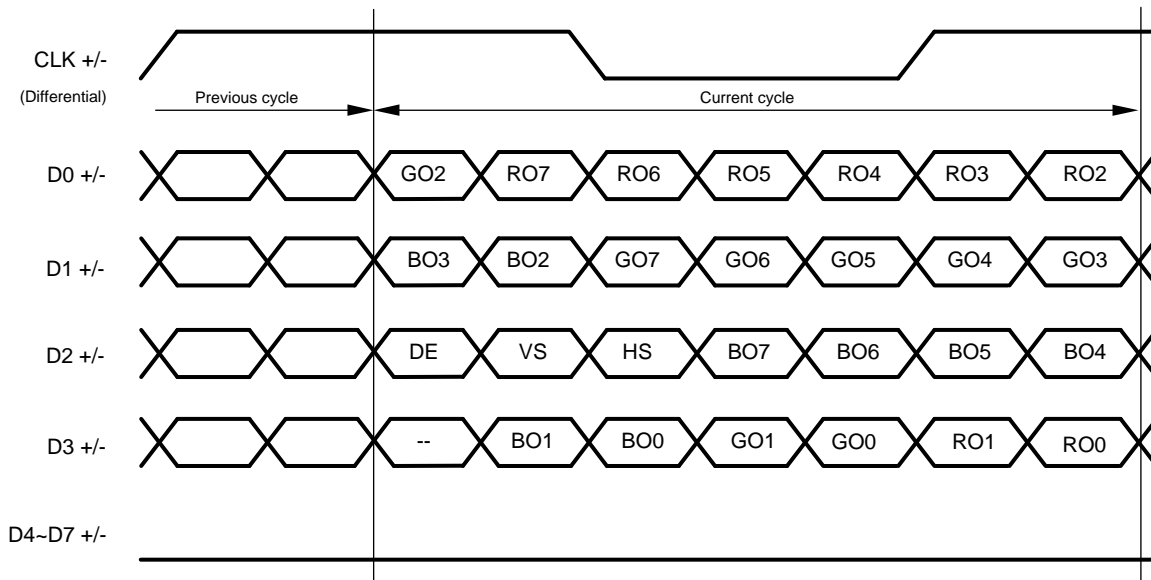 CLK +/-
(Differential)
Previous cycle
Current cycle
D0 +/-
GO2 RO7 RO6 RO5 RO4 RO3 RO2
D1 +/-
BO3 BO2 GO7 GO6 GO5 GO4 GO3
D2 +/-
DE VS HS BO7 BO6 BO5 BO4
D3 +/-
-- BO1 BO0 GO1 GO0 RO1 RO0
D4~D7 +/-